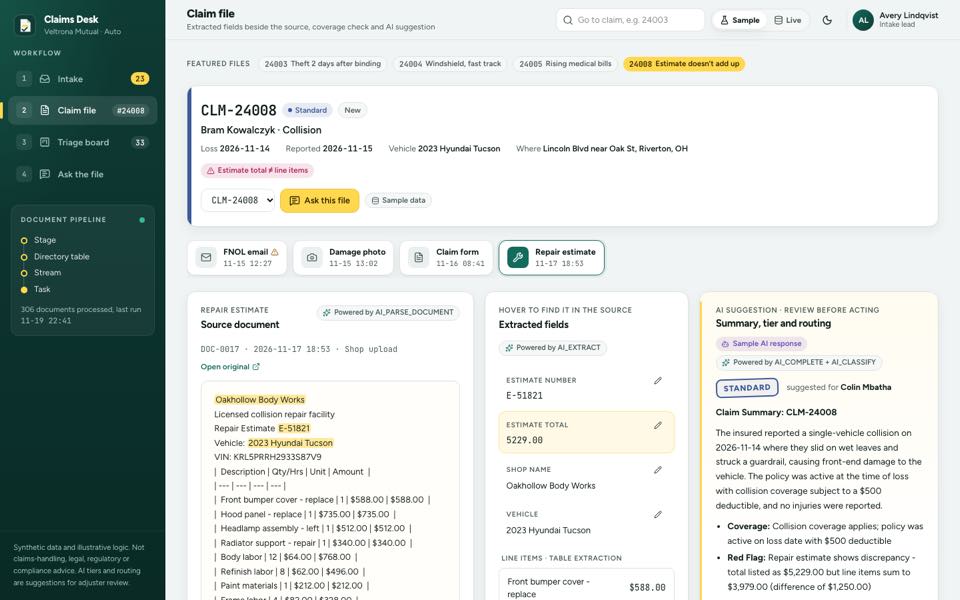 Claims Desk
Veltrona Mutual · Auto
WORKFLOW
1 Intake 23
2 Claim file #24008
3 Triage board 33
4 Ask the file
DOCUMENT PIPELINE
Stage
Directory table
Stream
Task
306 documents processed, last run
11-19 22:41
Synthetic data and illustrative logic. Not
claims-handling, legal, regulatory or
compliance advice. AI tiers and routing
are suggestions for adjuster review.
Claim file
Extracted fields beside the source, coverage check and AI suggestion
Go to claim, e.g. 24003
Sample
Live
AL
Avery Lindqvist
Intake lead
FEATURED FILES
24003 Theft 2 days after binding
24004 Windshield, fast track
24005 Rising medical bills
24008 Estimate doesn't add up
CLM-24008 Standard New
Bram Kowalczyk · Collision
Loss 2026-11-14 Reported 2026-11-15 Vehicle 2023 Hyundai Tucson Where Lincoln Blvd near Oak St, Riverton, OH
Estimate total ≠ line items
CLM-24008 Ask this file Sample data
FNOL email
11-15 12:27
Damage photo
11-15 13:02
Claim form
11-16 08:41
Repair estimate
11-17 18:53
REPAIR ESTIMATE
Source document
Powered by AI_PARSE_DOCUMENT
DOC-0017 · 2026-11-17 18:53 · Shop upload
Open original
Oakhollow Body Works
Licensed collision repair facility
Repair Estimate E-51821
Vehicle: 2023 Hyundai Tucson
VIN: KRL5PRRH2933S87V9
| Description | Qty/Hrs | Unit | Amount |
| --- | --- | --- | --- |
| Front bumper cover - replace | 1 | $588.00 | $588.00 |
| Hood panel - replace | 1 | $735.00 | $735.00 |
| Headlamp assembly - left | 1 | $512.00 | $512.00 |
| Radiator support - repair | 1 | $340.00 | $340.00 |
| Body labor | 12 | $64.00 | $768.00 |
| Refinish labor | 8 | $62.00 | $496.00 |
| Paint materials | 1 | $212.00 | $212.00 |
| Frame labor | 4 | $82.00 | $328.00 |
HOVER TO FIND IT IN THE SOURCE
Extracted fields
Powered by AI_EXTRACT
ESTIMATE NUMBER
E-51821
ESTIMATE TOTAL
5229.00
SHOP NAME
Oakhollow Body Works
VEHICLE
2023 Hyundai Tucson
LINE ITEMS · TABLE EXTRACTION
Front bumper cover -
replace
$588.00
AI SUGGESTION · REVIEW BEFORE ACTING
Summary, tier and routing
Sample AI response
Powered by AI_COMPLETE + AI_CLASSIFY
STANDARD suggested for Colin Mbatha
Claim Summary: CLM-24008
The insured reported a single-vehicle collision on
2026-11-14 where they slid on wet leaves and
struck a guardrail, causing front-end damage to the
vehicle. The policy was active at the time of loss
with collision coverage subject to a $500
deductible, and no injuries were reported.
• Coverage: Collision coverage applies; policy was
active on loss date with $500 deductible
• Red Flag: Repair estimate shows discrepancy -
total listed as $5,229.00 but line items sum to
$3,979.00 (difference of $1,250.00)